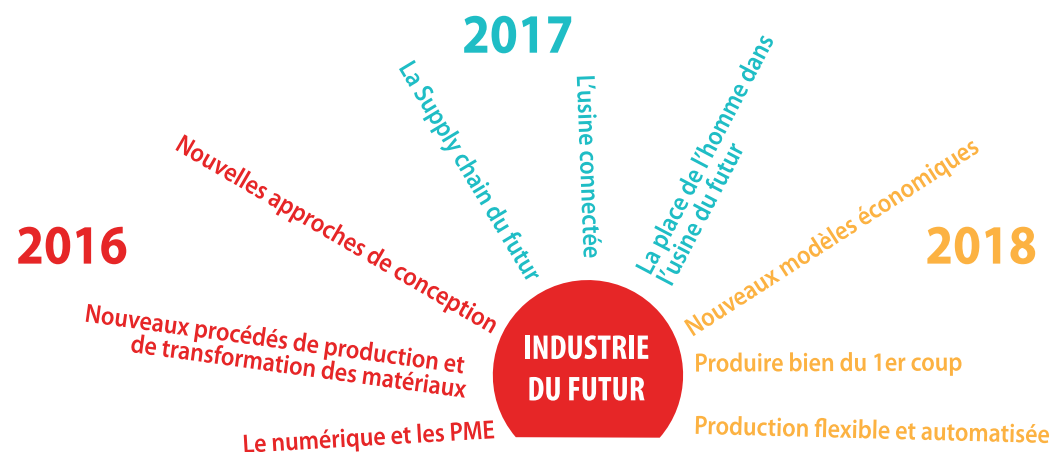 2016
Nouvelles approches de conception
Nouveaux procédés de production et
de transformation des matériaux
Le numérique et les PME
2017
La Supply chain du futur
L'usine connectée
La place de l'homme dans
l'usine du futur
2018
Nouveaux modèles économiques
Produire bien du 1er coup
Production flexible et automatisée
INDUSTRIE
DU FUTUR